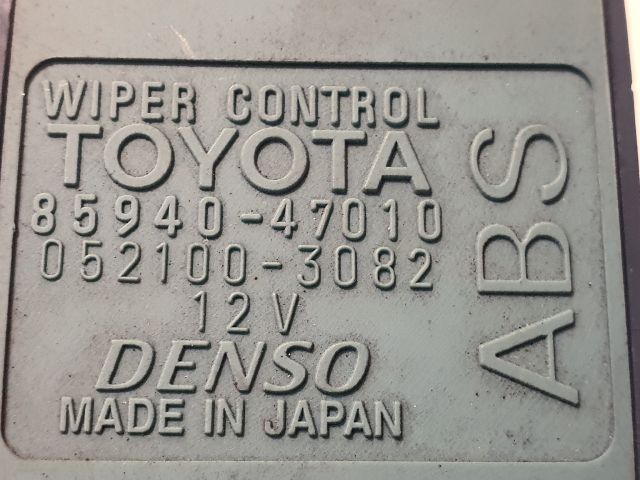 WIPER CONTROL
TOYOTA
85940-47010
052100-3082
12V
DENSO
MADE IN JAPAN
ABS